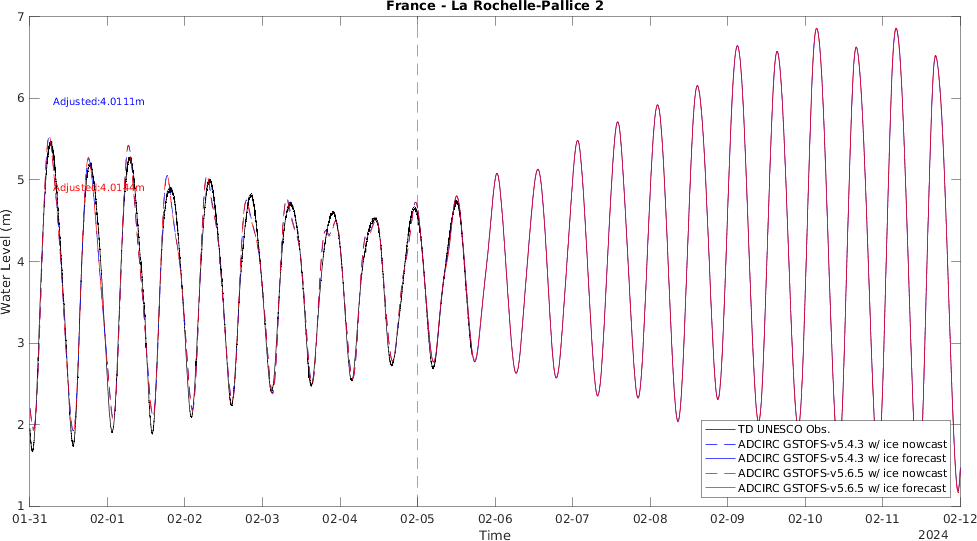 France - La Rochelle-Pallice 2
7
6
5
4
3
2
1
Water Level (m)
Adjusted:4.0111m
Adjusted:4.0144m
TD UNESCO Obs.
ADCIRC GSTOFS-v5.4.3 w/ ice nowcast
ADCIRC GSTOFS-v5.4.3 w/ ice forecast
ADCIRC GSTOFS-v5.6.5 w/ ice nowcast
ADCIRC GSTOFS-v5.6.5 w/ ice forecast
01-31 02-01 02-02 02-03 02-04 02-05 02-06 02-07 02-08 02-09 02-10 02-11 02-12
Time
2024